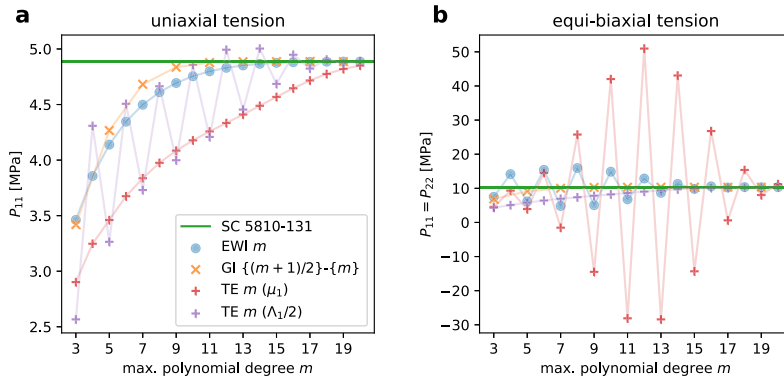 a
uniaxial tension
5.0
4.5
4.0
3.5
3.0
2.5
P₁₁ [MPa]
SC 5810-131
EWI m
GI {(m + 1)/2}-{m}
TE m (μ₁)
TE m (Λ₁/2)
3 5 7 9 11 13 15 17 19
max. polynomial degree m
b
equi-biaxial tension
50
40
30
20
10
0
−10
−20
−30
P₁₁ = P₂₂ [MPa]
3 5 7 9 11 13 15 17 19
max. polynomial degree m